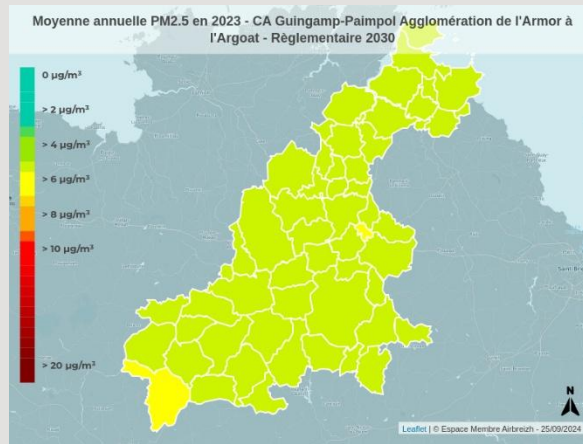 Moyenne annuelle PM2.5 en 2023 - CA Guingamp-Paimpol Agglomération de l'Armor à
l'Argoat - Règlementaire 2030
0 µg/m³
> 2 µg/m³
> 4 µg/m³
> 6 µg/m³
> 8 µg/m³
> 10 µg/m³
> 20 µg/m³
N
Leaflet | © Espace Membre Airbreizh - 25/09/2024